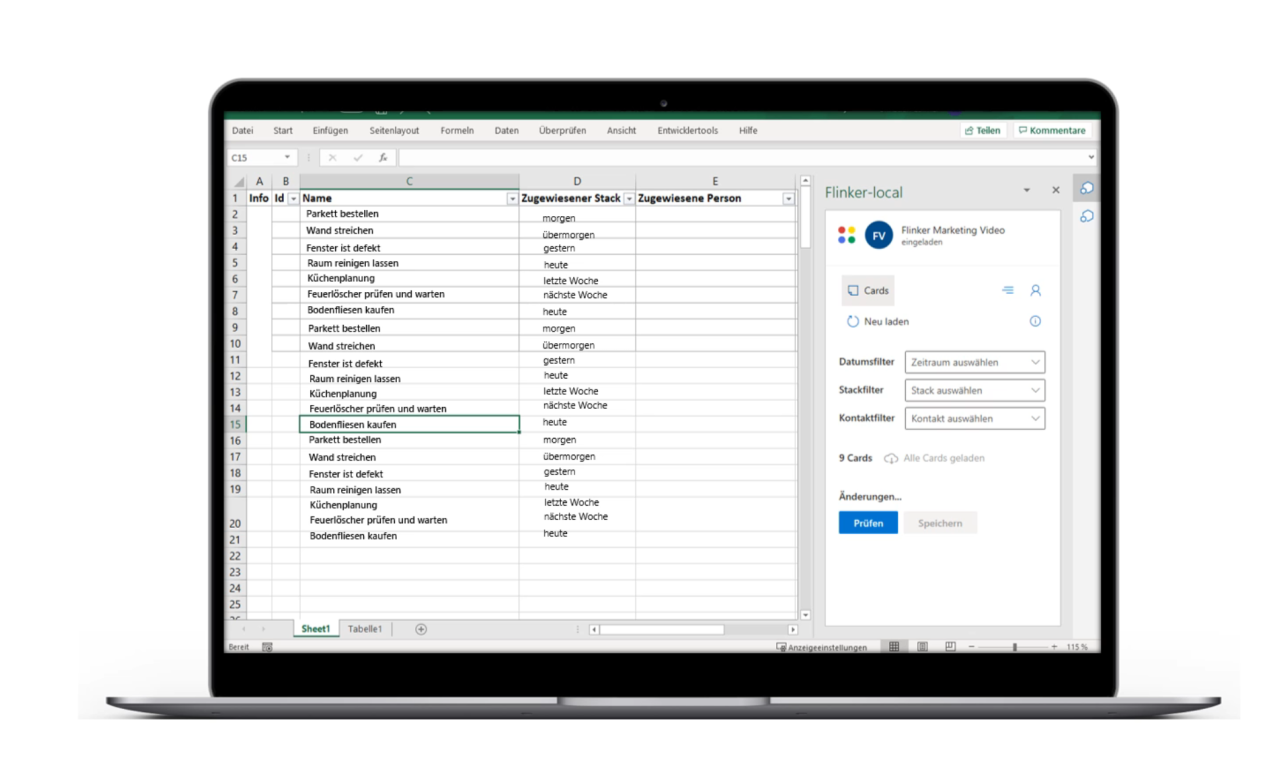 Datei Start Einfügen Seitenlayout Formeln Daten Überprüfen Ansicht Entwicklertools Hilfe Teilen Kommentare
C15 fx
A B C D E
1 Info Id Name Zugewiesener Stack Zugewiesene Person
2 Parkett bestellen morgen
3 Wand streichen übermorgen
4 Fenster ist defekt gestern
5 Raum reinigen lassen heute
6 Küchenplanung letzte Woche
7 Feuerlöscher prüfen und warten nächste Woche
8 Bodenfliesen kaufen heute
9 Parkett bestellen morgen
10 Wand streichen übermorgen
11 Fenster ist defekt gestern
12 Raum reinigen lassen heute
13 Küchenplanung letzte Woche
14 Feuerlöscher prüfen und warten nächste Woche
15 Bodenfliesen kaufen heute
16 Parkett bestellen morgen
17 Wand streichen übermorgen
18 Fenster ist defekt gestern
19 Raum reinigen lassen heute
Küchenplanung letzte Woche
20 Feuerlöscher prüfen und warten nächste Woche
21 Bodenfliesen kaufen heute
22
23
24
25
Sheet1 Tabelle1
Bereit Anzeigeeinstellungen 115 %
Flinker-local
FV Flinker Marketing Video
eingeladen
Cards
Neu laden
Datumsfilter Zeitraum auswählen
Stackfilter Stack auswählen
Kontaktfilter Kontakt auswählen
9 Cards Alle Cards geladen
Änderungen...
Prüfen Speichern